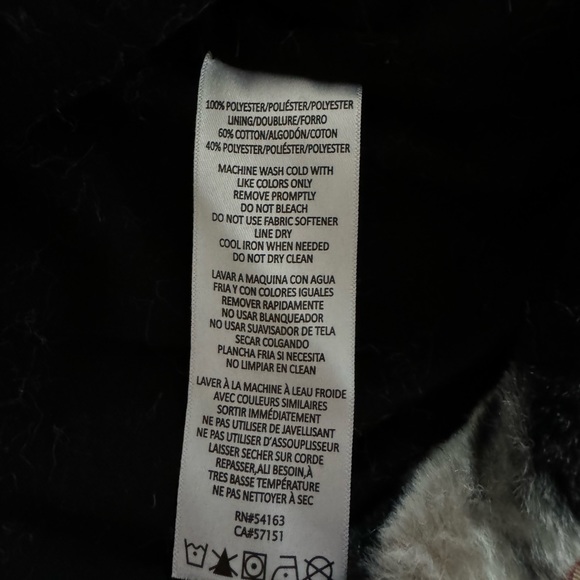 100% POLYESTER/POLIÉSTER/POLYESTER
LINING/DOUBLURE/FORRO
60% COTTON/ALGODÓN/COTON
40% POLYESTER/POLIÉSTER/POLYESTER
MACHINE WASH COLD WITH
LIKE COLORS ONLY
REMOVE PROMPTLY
DO NOT BLEACH
DO NOT USE FABRIC SOFTENER
LINE DRY
COOL IRON WHEN NEEDED
DO NOT DRY CLEAN
LAVAR A MAQUINA CON AGUA
FRIA Y CON COLORES IGUALES
REMOVER RAPIDAMENTE
NO USAR BLANQUEADOR
NO USAR SUAVISADOR DE TELA
SECAR COLGANDO
PLANCHA FRIA SI NECESITA
NO LIMPIAR EN CLEAN
LAVER À LA MACHINE À LEAU FROIDE
AVEC COULEURS SIMILAIRES
SORTIR IMMÉDIATEMENT
NE PAS UTILISER DE JAVELLISANT
NE PAS UTILISER D'ASSOUPLISSEUR
LAISSER SECHER SUR CORDE
REPASSER,ALI BESOIN,À
TRES BASSE TEMPÉRATURE
NE PAS NETTOYER À SEC
RN#54163
CA#57151